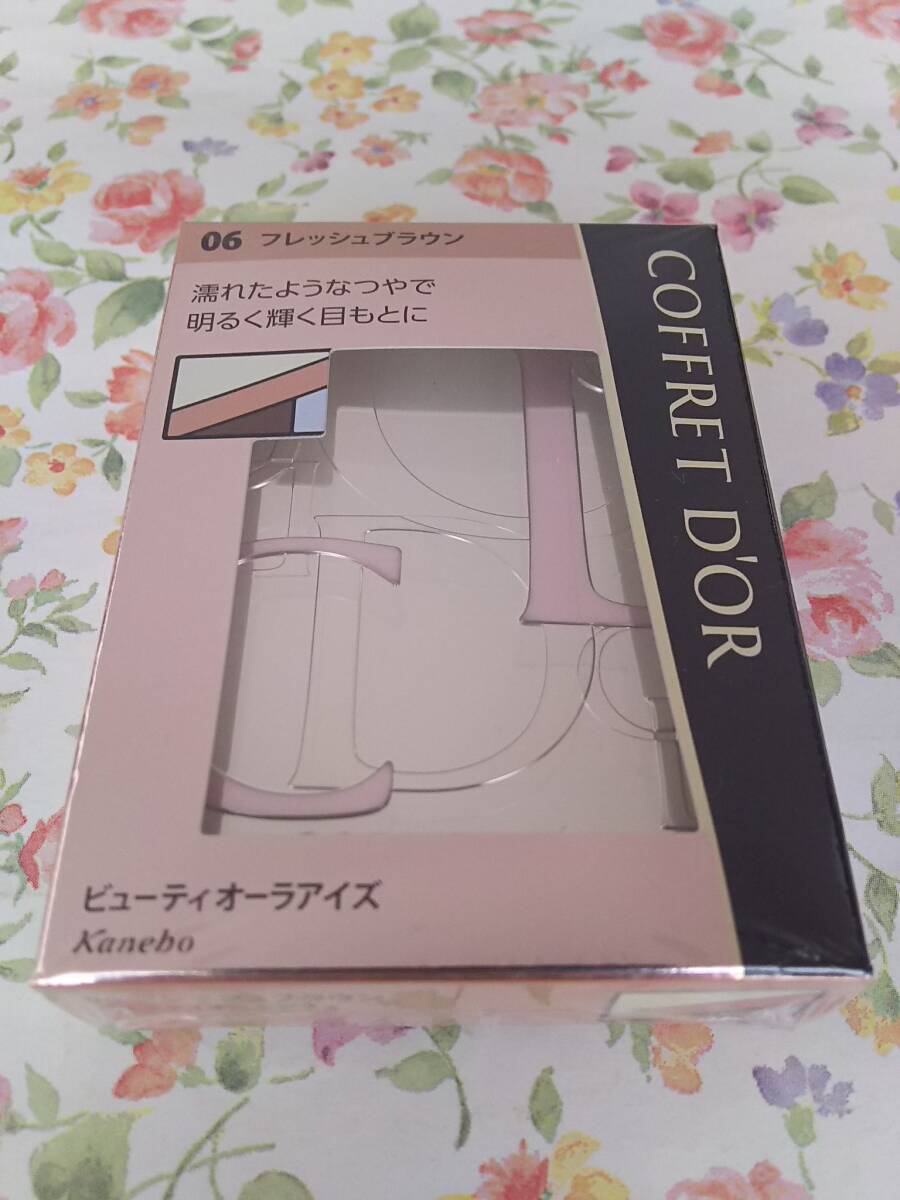 06 フレッシュブラウン
濡れたようなつやで
明るく輝く目もとに
COFFRET D'OR
ビューティオーラアイズ
Kanebo